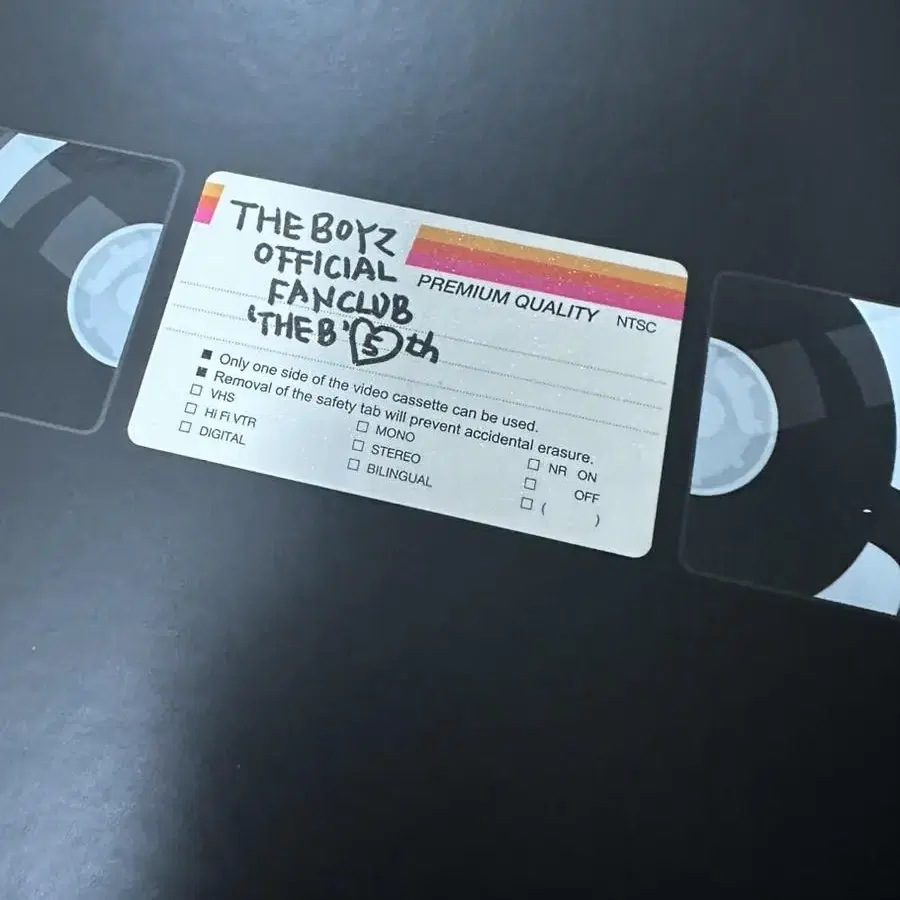 THE BOYZ
OFFICIAL
FANCLUB
'THE B' 5th
PREMIUM QUALITY NTSC
■ Only one side of the video cassette can be used.
■ Removal of the safety tab will prevent accidental erasure.
□ VHS
□ Hi Fi VTR
□ DIGITAL
□ MONO
□ STEREO
□ BILINGUAL
□ NR ON
□ OFF
□ ( )